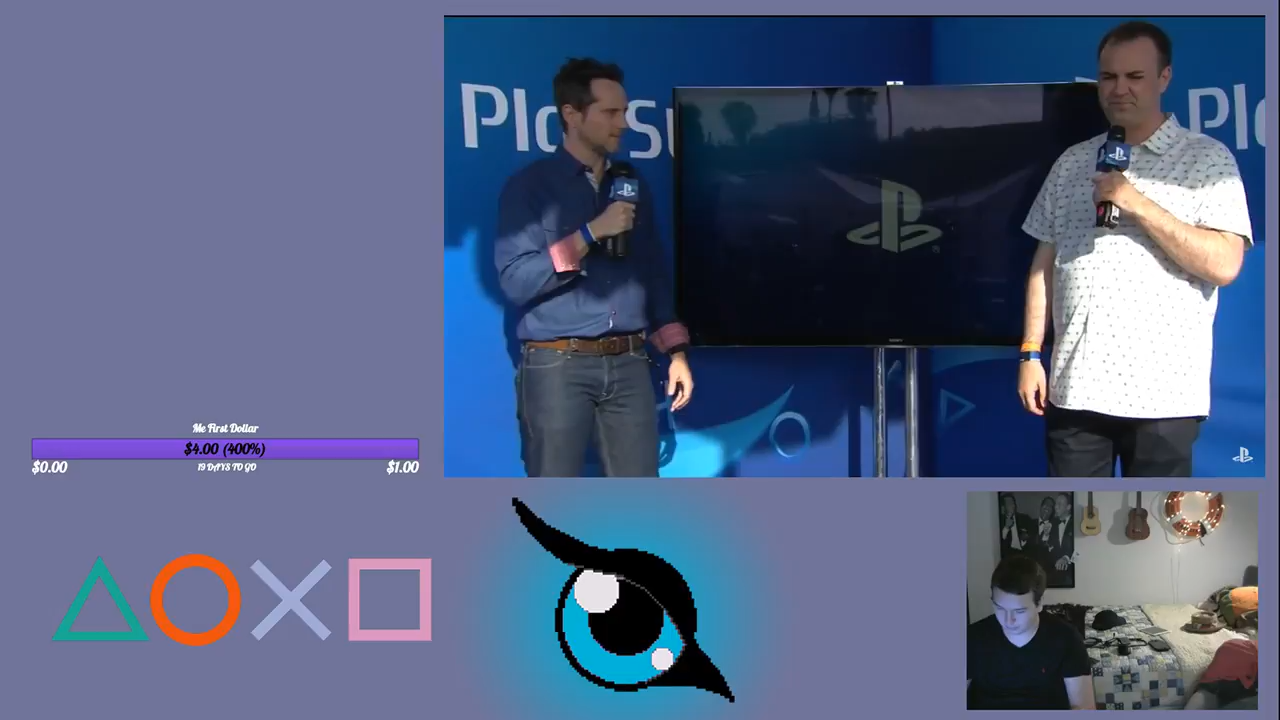 Me First Dollar
$4.00 (400%)
$0.00
19 DAYS TO GO
$1.00